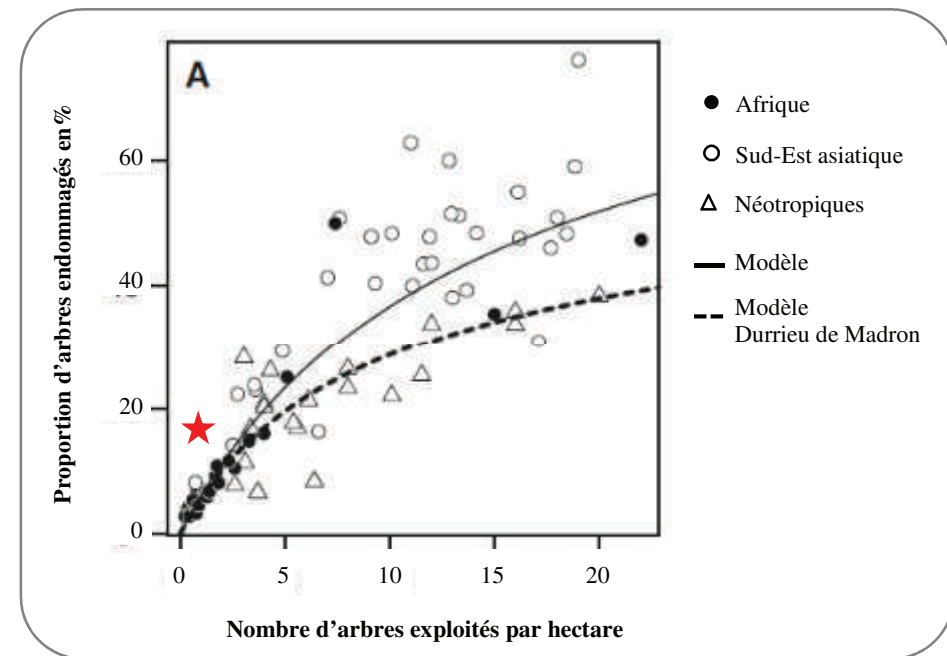 A
Proportion d'arbres endommagés en %
60
40
20
0
0 5 10 15 20
Nombre d'arbres exploités par hectare
Afrique
Sud-Est asiatique
Néotropiques
Modèle
Modèle
Durrieu de Madron